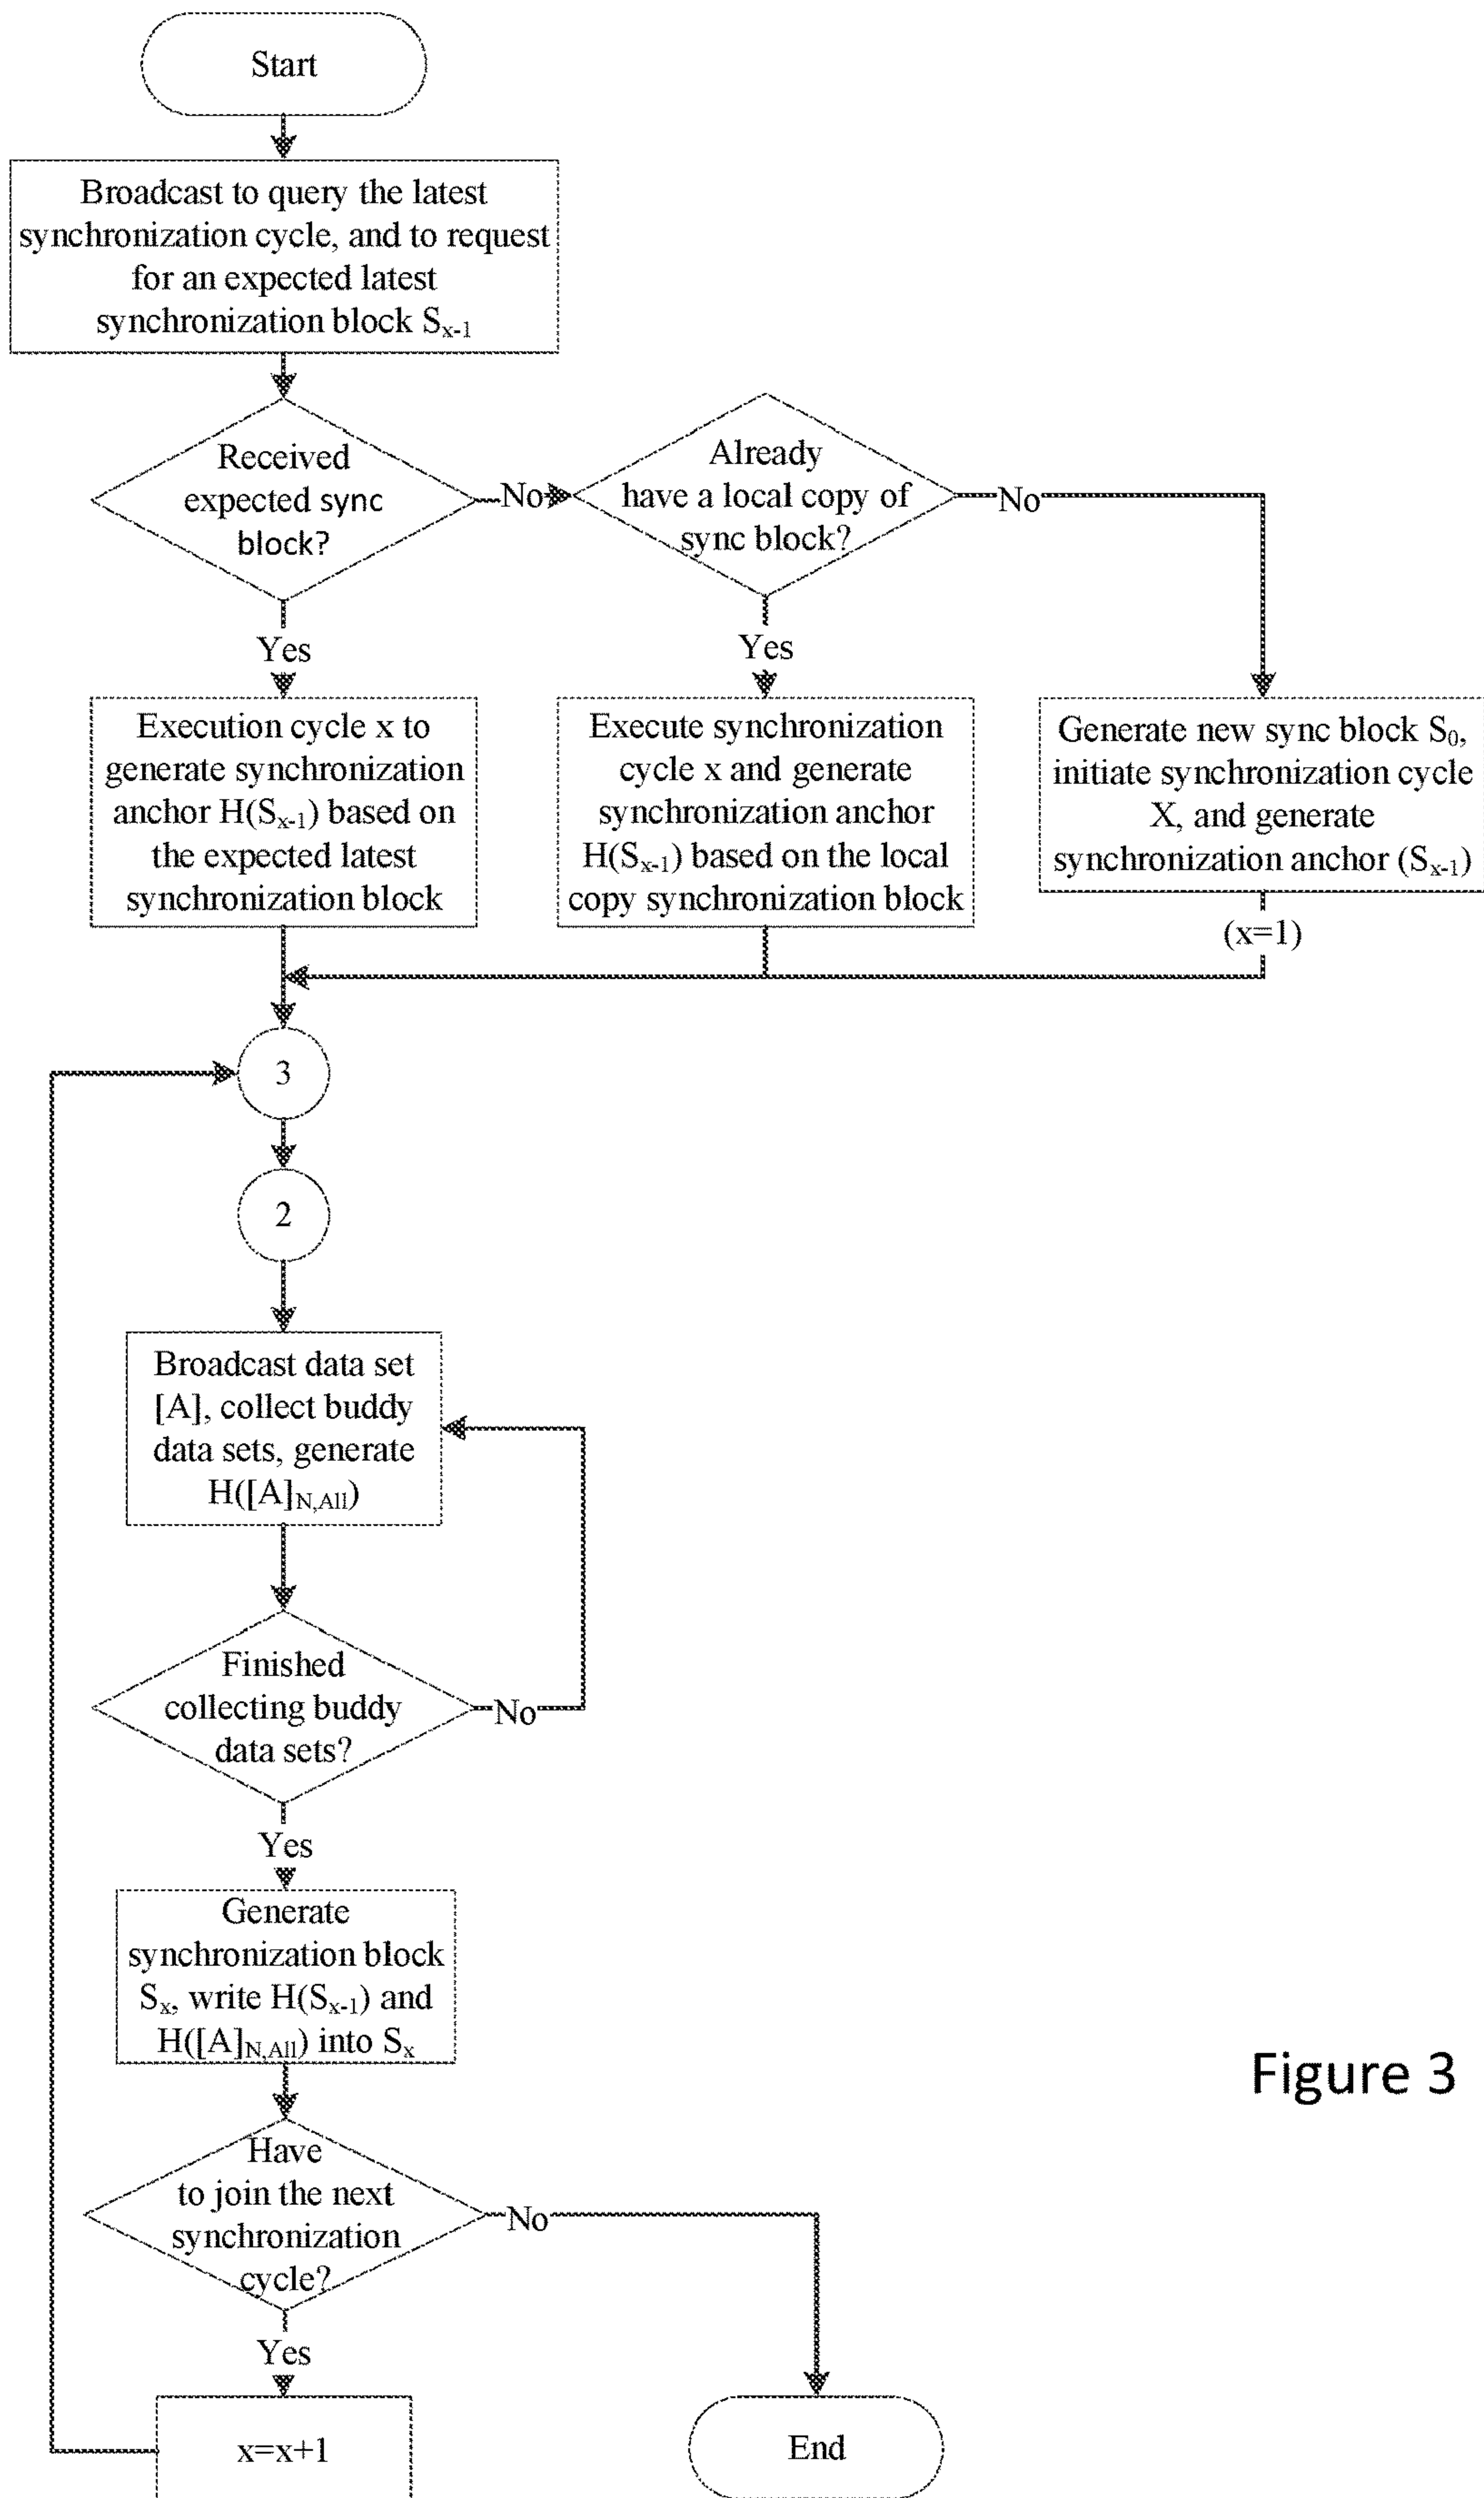 Start
Broadcast to query the latest
synchronization cycle, and to request
for an expected latest
synchronization block Sx-1
Received
expected sync
block?
No
Already
have a local copy of
sync block?
No
Yes
Yes
Execution cycle x to
generate synchronization
anchor H(Sx-1) based on
the expected latest
synchronization block
Execute synchronization
cycle x and generate
synchronization anchor
H(Sx-1) based on the local
copy synchronization block
Generate new sync block S0,
initiate synchronization cycle
X, and generate
synchronization anchor (Sx-1)
(x=1)
3
2
Broadcast data set
[A], collect buddy
data sets, generate
H([A]N,All)
Finished
collecting buddy
data sets?
No
Yes
Generate
synchronization block
Sx, write H(Sx-1) and
H([A]N,All) into Sx
Figure 3
Have
to join the next
synchronization
cycle?
No
Yes
x=x+1
End